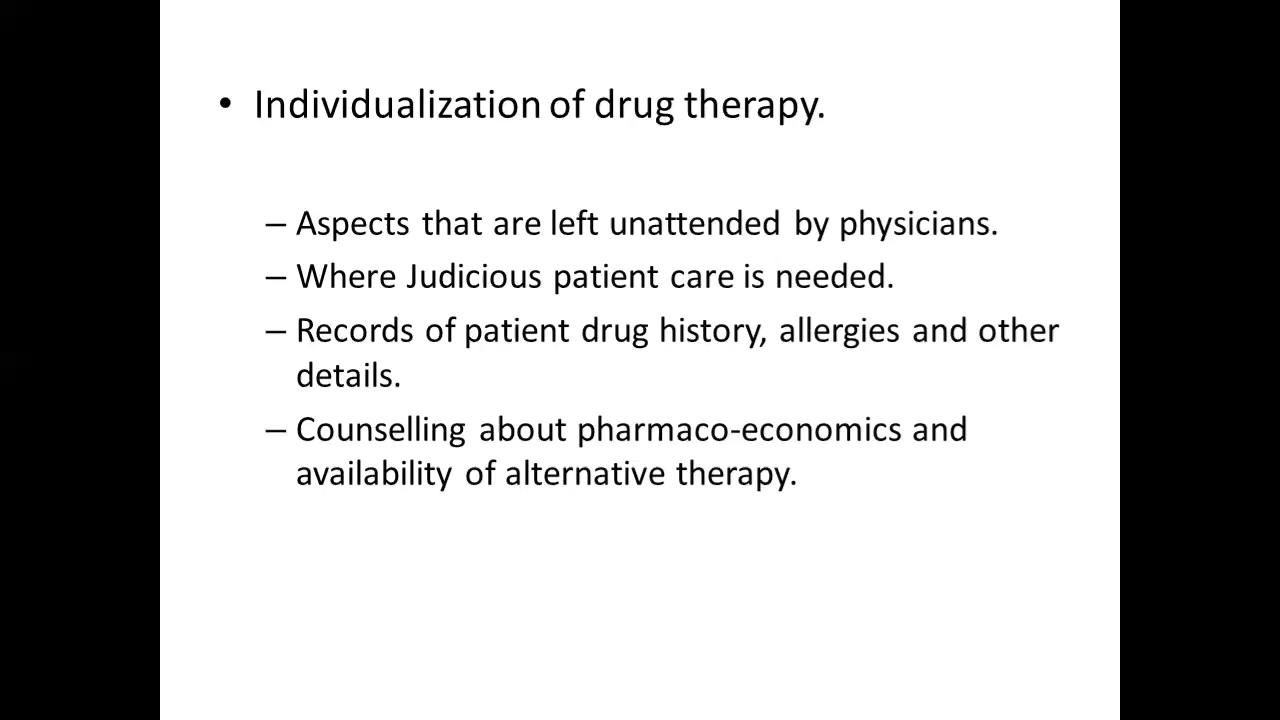 • Individualization of drug therapy.
– Aspects that are left unattended by physicians.
– Where Judicious patient care is needed.
– Records of patient drug history, allergies and other
details.
– Counselling about pharmaco-economics and
availability of alternative therapy.